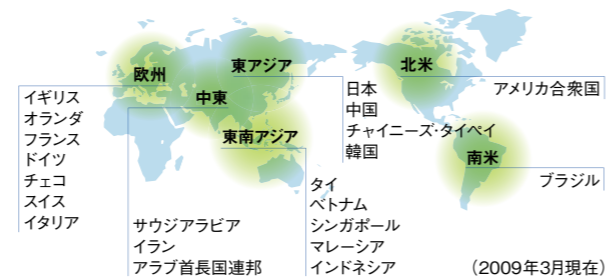 欧州
イギリス
オランダ
フランス
ドイツ
チェコ
スイス
イタリア
中東
サウジアラビア
イラン
アラブ首長国連邦
東アジア
日本
中国
チャイニーズ・タイペイ
韓国
東南アジア
タイ
ベトナム
シンガポール
マレーシア
インドネシア
北米
アメリカ合衆国
南米
ブラジル
（2009年3月現在）